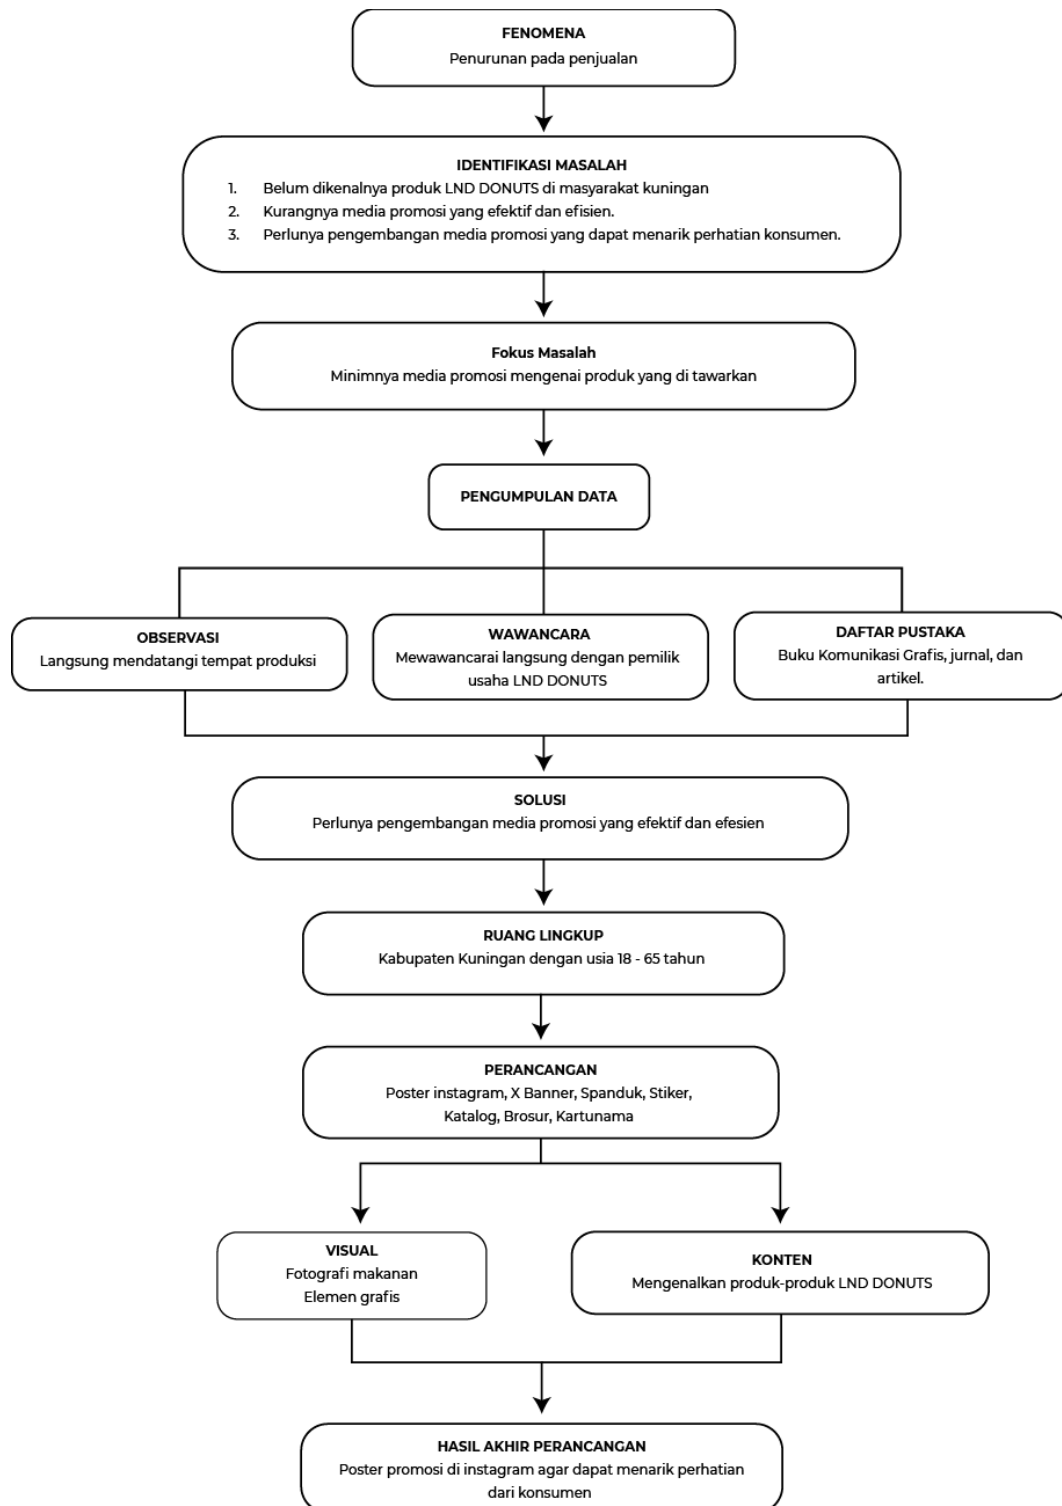 FENOMENA
Penurunan pada penjualan
IDENTIFIKASI MASALAH
1. Belum dikenalnya produk LND DONUTS di masyarakat kuningan
2. Kurangnya media promosi yang efektif dan efisien.
3. Perlunya pengembangan media promosi yang dapat menarik perhatian konsumen.
Fokus Masalah
Minimnya media promosi mengenai produk yang di tawarkan
PENGUMPULAN DATA
OBSERVASI
Langsung mendatangi tempat produksi
WAWANCARA
Mewawancarai langsung dengan pemilik
usaha LND DONUTS
DAFTAR PUSTAKA
Buku Komunikasi Grafis, jurnal, dan
artikel.
SOLUSI
Perlunya pengembangan media promosi yang efektif dan efesien
RUANG LINGKUP
Kabupaten Kuningan dengan usia 18 - 65 tahun
PERANCANGAN
Poster instagram, X Banner, Spanduk, Stiker,
Katalog, Brosur, Kartunama
VISUAL
Fotografi makanan
Elemen grafis
KONTEN
Mengenalkan produk-produk LND DONUTS
HASIL AKHIR PERANCANGAN
Poster promosi di instagram agar dapat menarik perhatian
dari konsumen